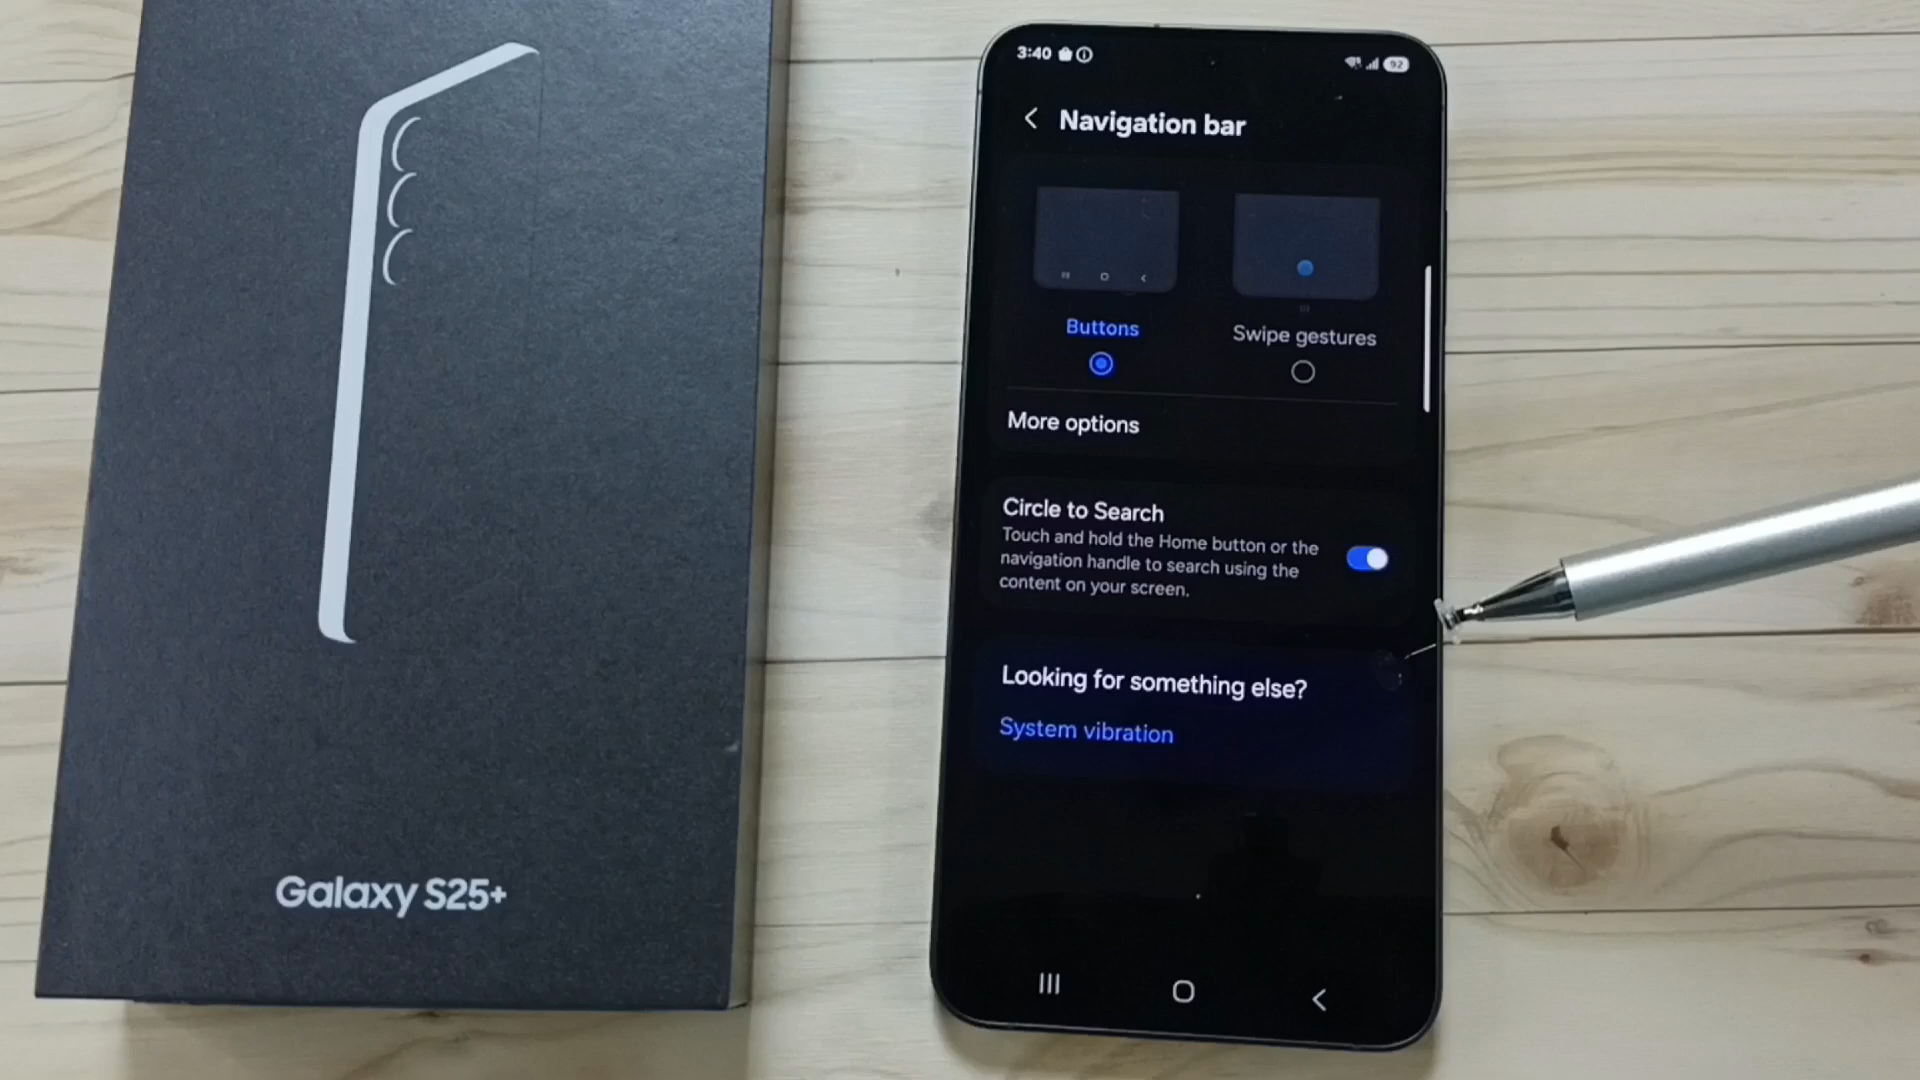 Galaxy S25+
3:40
92
Navigation bar
Buttons
Swipe gestures
More options
Circle to Search
Touch and hold the Home button or the
navigation handle to search using the
content on your screen.
Looking for something else?
System vibration